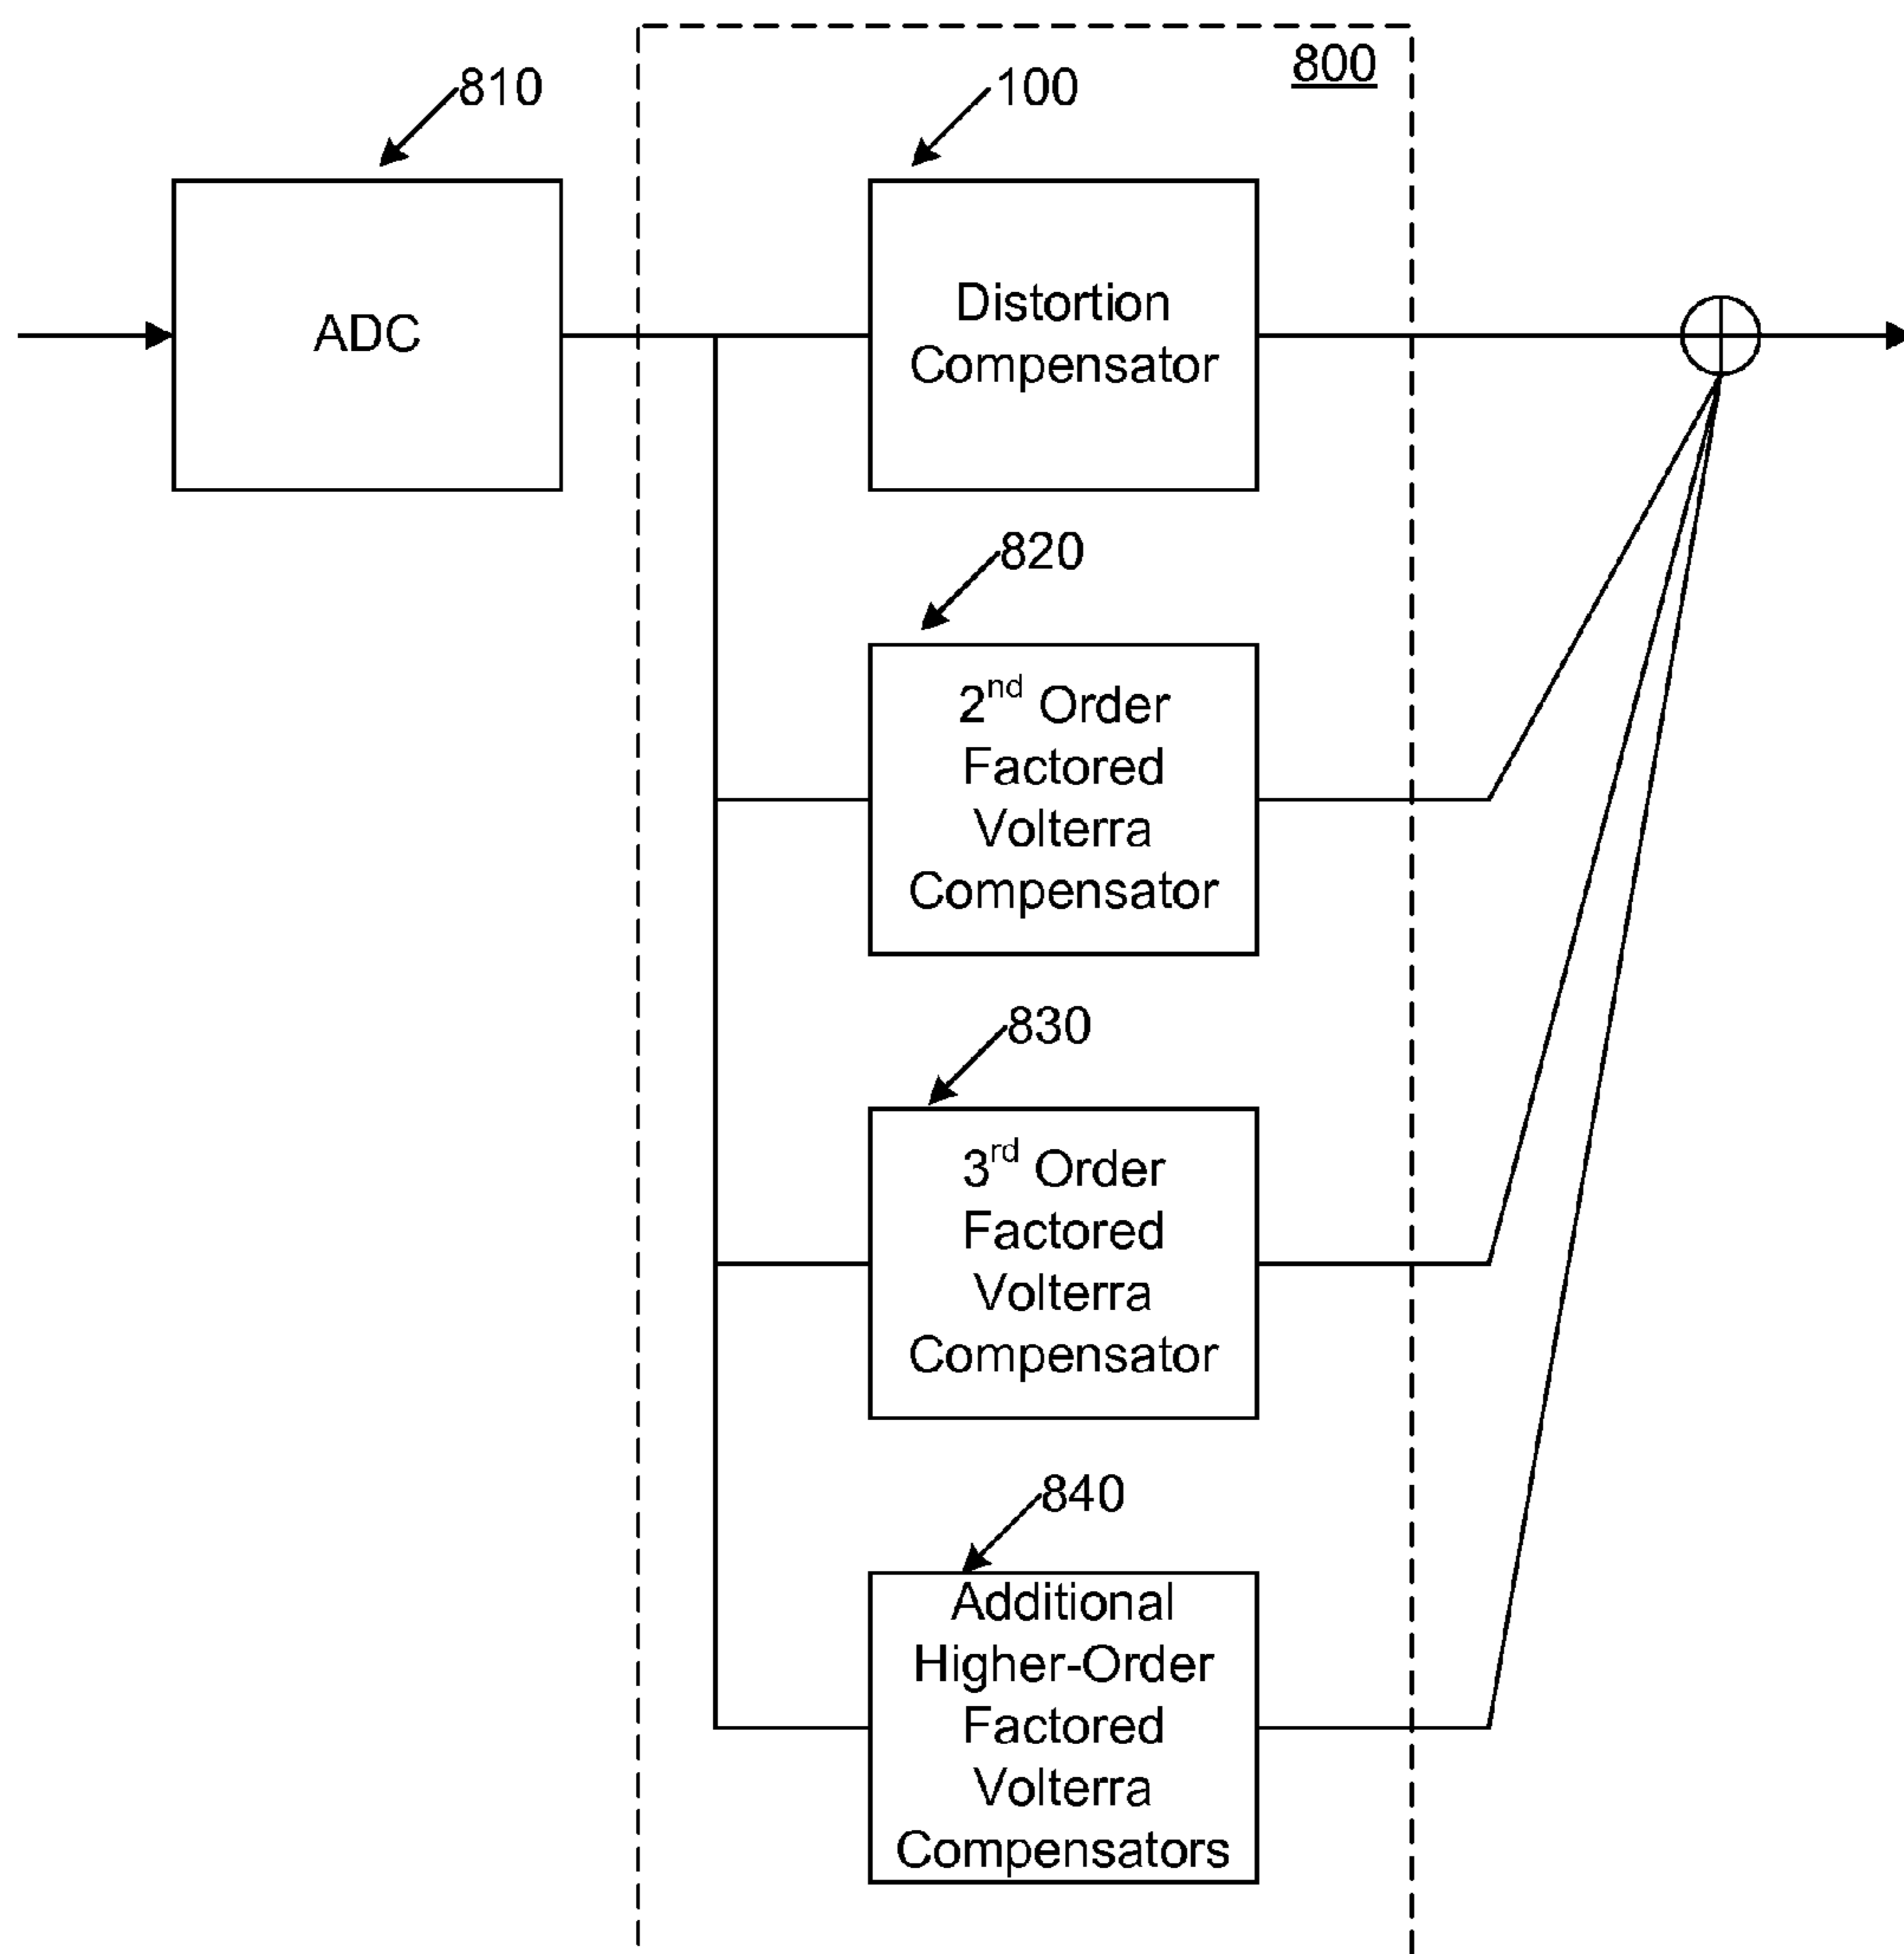 800
810
100
ADC
Distortion
Compensator
820
2nd Order
Factored
Volterra
Compensator
830
3rd Order
Factored
Volterra
Compensator
840
Additional
Higher-Order
Factored
Volterra
Compensators